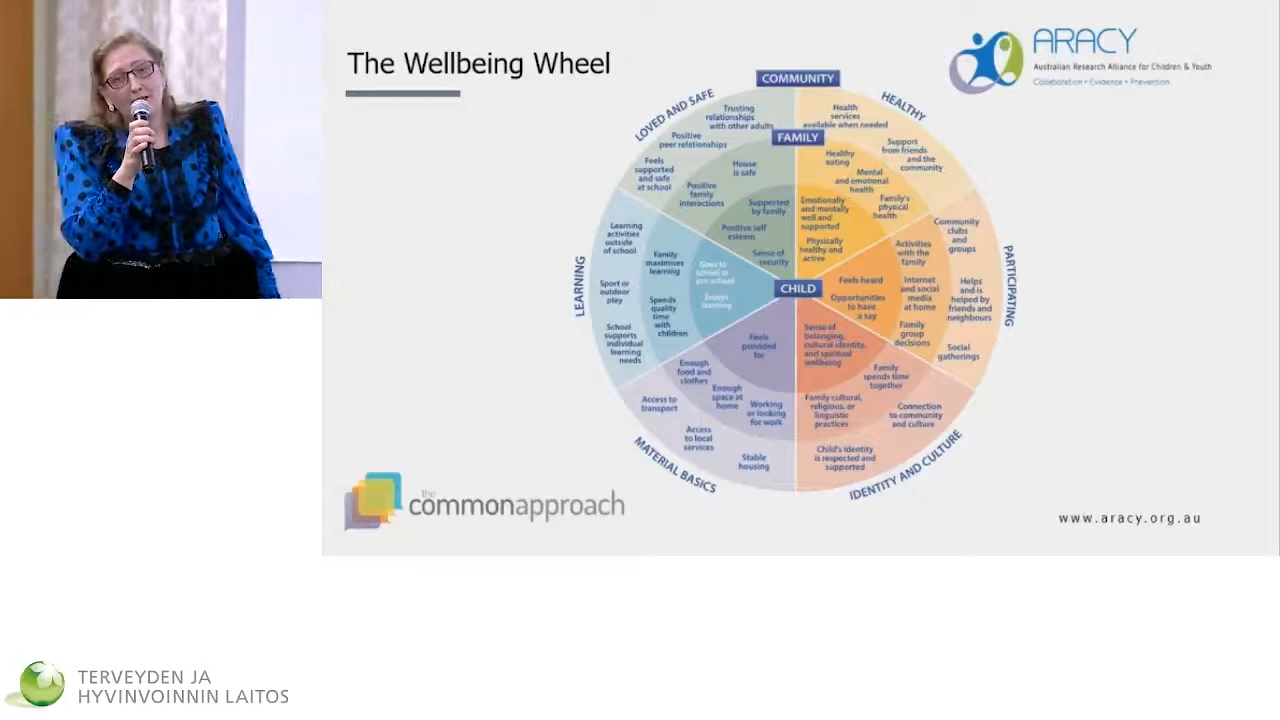 The Wellbeing Wheel
ARACY
Australian Research Alliance for Children & Youth
Collaboration • Evidence • Prevention
COMMUNITY
FAMILY
CHILD
LOVED AND SAFE
Trusting
relationships
with other adults
Positive
peer relationships
Feels
supported
and safe
at school
House
is safe
Positive
family
interactions
Supported
by family
Positive self
esteem
Sense of
security
HEALTHY
Health
services
available when needed
Support
from friends
and the
community
Healthy
eating
Mental
and emotional
health
Family's
physical
health
Emotionally
and mentally
well and
supported
Physically
healthy and
active
PARTICIPATING
Community
clubs
and
groups
Helps
and is
helped by
friends and
neighbours
Social
gatherings
Activities
with the
family
Internet
and social
media
at home
Family
group
decisions
Feels heard
Opportunities
to have
a say
IDENTITY AND CULTURE
Sense of
belonging,
cultural identity,
and spiritual
wellbeing
Family
spends time
together
Family cultural,
religious, or
linguistic
practices
Connection
to community
and culture
Child's identity
is respected and
supported
MATERIAL BASICS
Feels
provided
for
Enough
food and
clothes
Enough
space at
home
Working
or looking
for work
Access to
transport
Access
to local
services
Stable
housing
LEARNING
Learning
activities
outside
of school
Sport or
outdoor
play
School
supports
individual
learning
needs
Family
maximises
learning
Spends
quality
time
with
children
Goes to
school or
pre-school
Enjoys
learning
the
commonapproach
www.aracy.org.au
TERVEYDEN JA
HYVINVOINNIN LAITOS